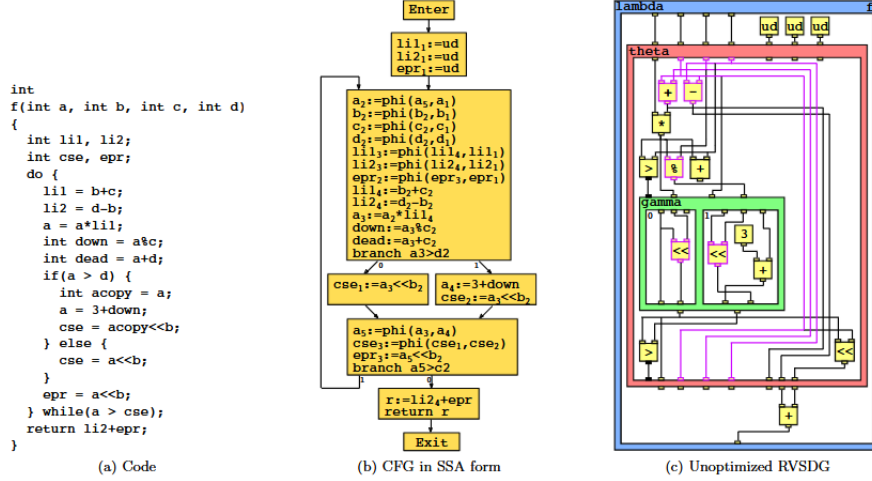 int
f(int a, int b, int c, int d)
{
int li1, li2;
int cse, epr;
do {
li1 = b+c;
li2 = d-b;
a = a*li1;
int down = a%c;
int dead = a+d;
if(a > d) {
int acopy = a;
a = 3+down;
cse = acopy<<b;
} else {
cse = a<<b;
}
epr = a<<b;
} while(a > cse);
return li2+epr;
}
(a) Code
Enter
li1₁:=ud
li2₁:=ud
epr₁:=ud
a₂:=phi(a₅,a₁)
b₂:=phi(b₂,b₁)
c₂:=phi(c₂,c₁)
d₂:=phi(d₂,d₁)
li1₃:=phi(li1₄,li1₁)
li2₃:=phi(li2₄,li2₁)
epr₂:=phi(epr₃,epr₁)
li1₄:=b₂+c₂
li2₄:=d₂-b₂
a₃:=a₂*li1₄
down:=a₃%c₂
dead:=a₃+c₂
branch a3>d2
0 1
cse₁:=a₃<<b₂
a₄:=3+down
cse₂:=a₃<<b₂
a₅:=phi(a₃,a₄)
cse₃:=phi(cse₁,cse₂)
epr₃:=a₅<<b₂
branch a5>c2
1 0
r:=li2₄+epr
return r
Exit
(b) CFG in SSA form
lambda f
ud ud ud
theta
+ -
*
> % +
gamma
0 1
<< << 3
+
> <<
+
(c) Unoptimized RVSDG